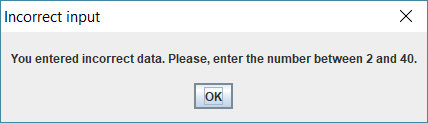 Incorrect input
You entered incorrect data. Please, enter the number between 2 and 40.
OK